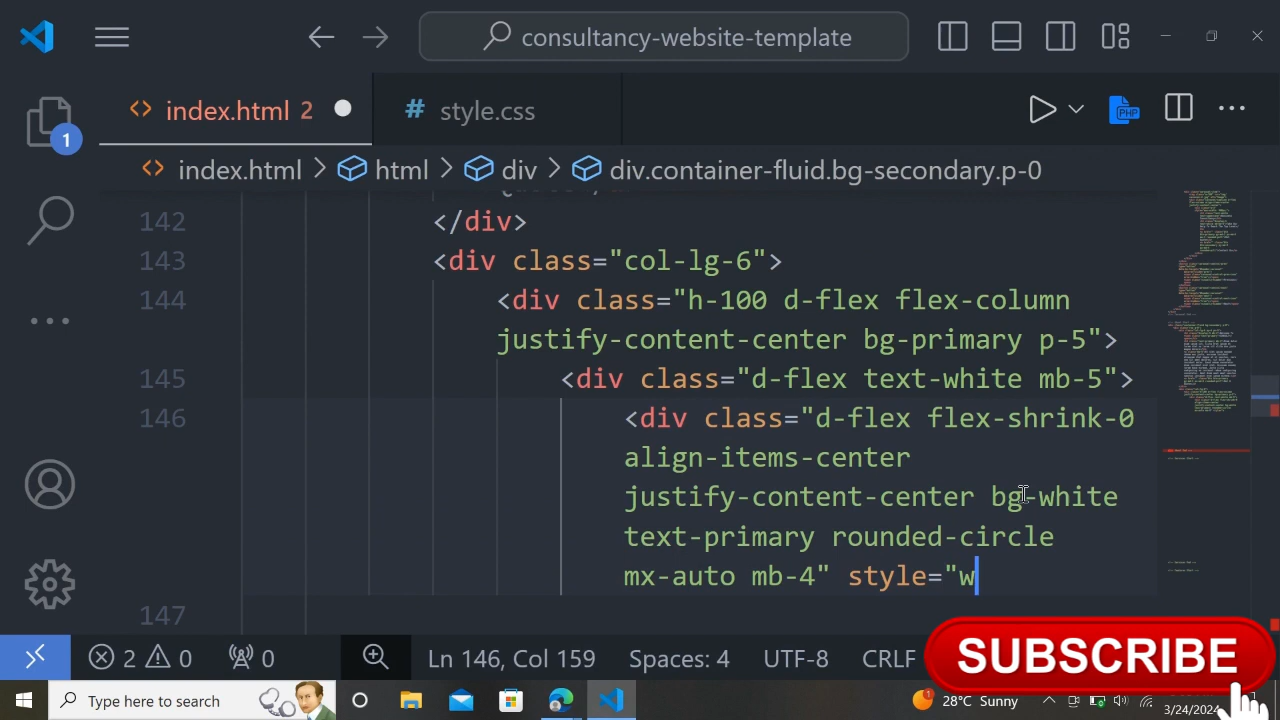 consultancy-website-template
index.html 2
style.css
PHP
1
index.html > html > div > div.container-fluid.bg-secondary.p-0
142 </div>
143 <div class="col-lg-6">
144 div class="h-100 d-flex flex-column
justify-content-center bg-primary p-5">
145 <div class="d-flex text-white mb-5">
146 <div class="d-flex flex-shrink-0
align-items-center
justify-content-center bg-white
text-primary rounded-circle
mx-auto mb-4" style="w
147
2 0 0 Ln 146, Col 159 Spaces: 4 UTF-8 CRLF
SUBSCRIBE
Type here to search
1
28°C Sunny
3/24/2024